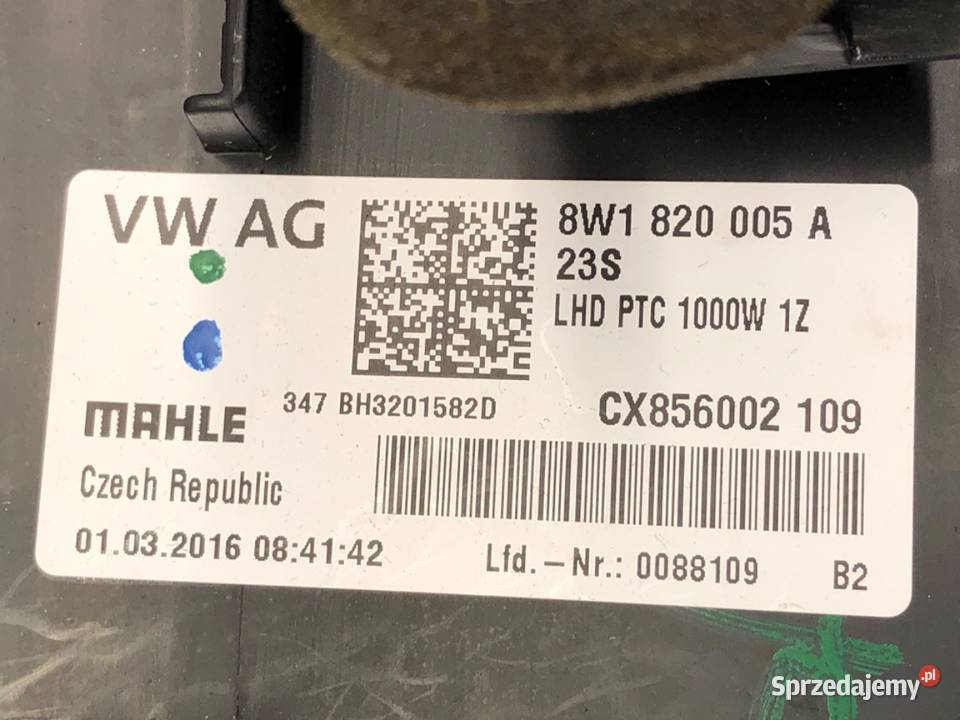 VW AG
8W1 820 005 A
23S
LHD PTC 1000W 1Z
347 BH3201582D
CX856002 109
MAHLE
Czech Republic
01.03.2016 08:41:42
Lfd.-Nr.: 0088109
B2
Sprzedajemy.pl